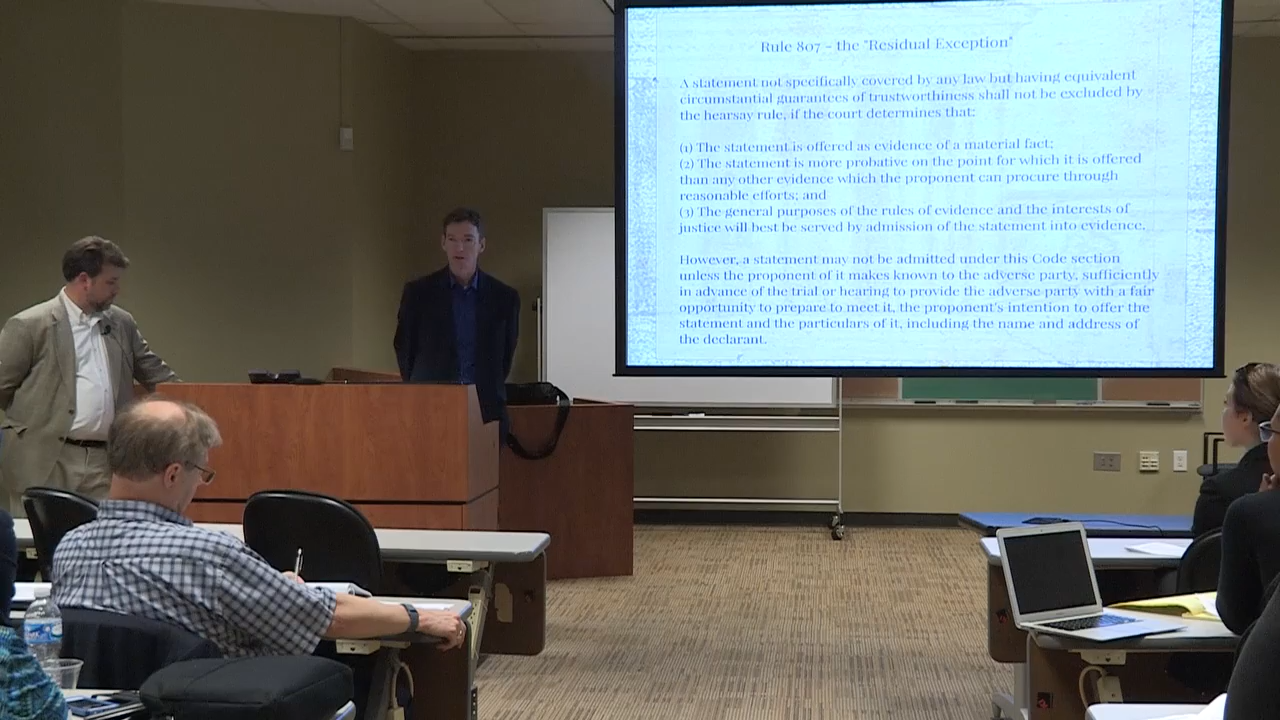 Rule 807 - the "Residual Exception"
A statement not specifically covered by any law but having equivalent
circumstantial guarantees of trustworthiness shall not be excluded by
the hearsay rule, if the court determines that:
(1) The statement is offered as evidence of a material fact;
(2) The statement is more probative on the point for which it is offered
than any other evidence which the proponent can procure through
reasonable efforts; and
(3) The general purposes of the rules of evidence and the interests of
justice will best be served by admission of the statement into evidence.
However, a statement may not be admitted under this Code section
unless the proponent of it makes known to the adverse party, sufficiently
in advance of the trial or hearing to provide the adverse party with a fair
opportunity to prepare to meet it, the proponent's intention to offer the
statement and the particulars of it, including the name and address of
the declarant.